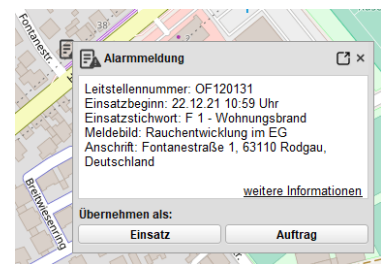 Fontanestr.
38
Alarmmeldung
Leitstellennummer: OF120131
Einsatzbeginn: 22.12.21 10:59 Uhr
Einsatzstichwort: F 1 - Wohnungsbrand
Meldebild: Rauchentwicklung im EG
Anschrift: Fontanestraße 1, 63110 Rodgau,
Deutschland
weitere Informationen
Übernehmen als:
Einsatz
Auftrag
Breitwiesenring